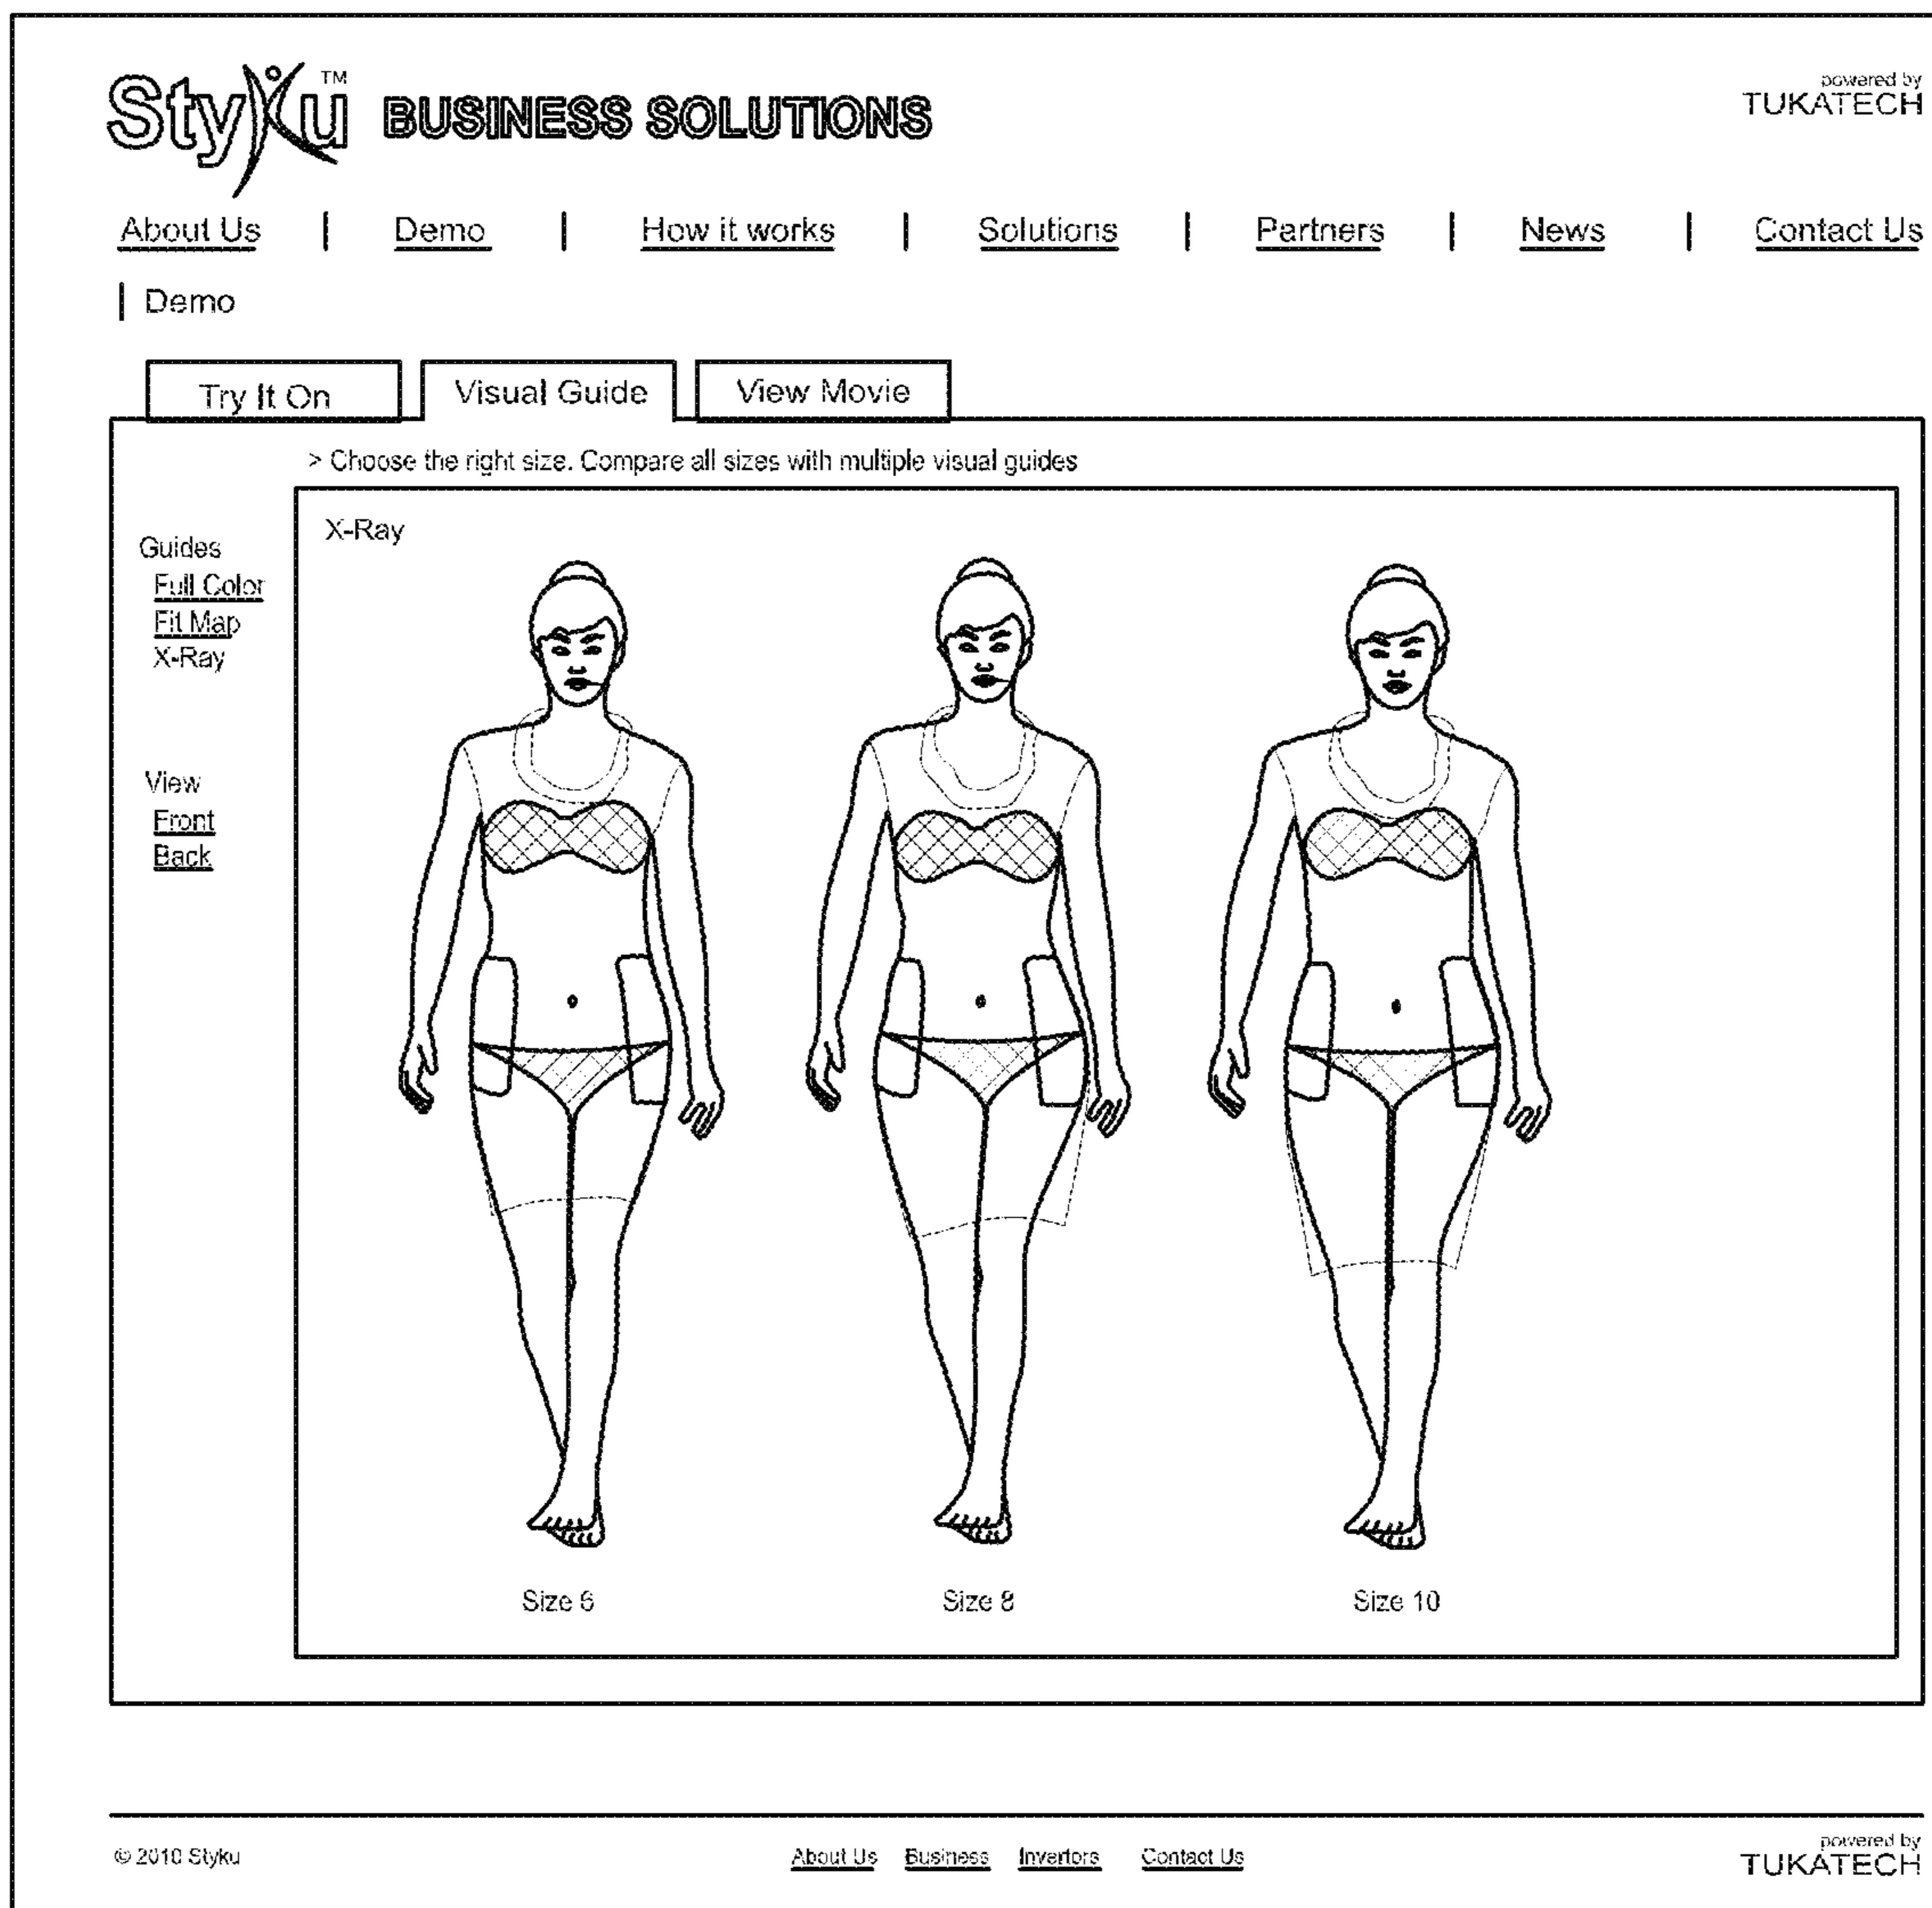 Styku™ BUSINESS SOLUTIONS
powered by
TUKATECH
About Us | Demo | How it works | Solutions | Partners | News | Contact Us
| Demo
Try It On
Visual Guide
View Movie
> Choose the right size. Compare all sizes with multiple visual guides
X-Ray
Guides
Full Color
Fit Map
X-Ray
View
Front
Back
Size 6
Size 8
Size 10
© 2010 Styku
About Us Business Invertors Contact Us
powered by
TUKATECH